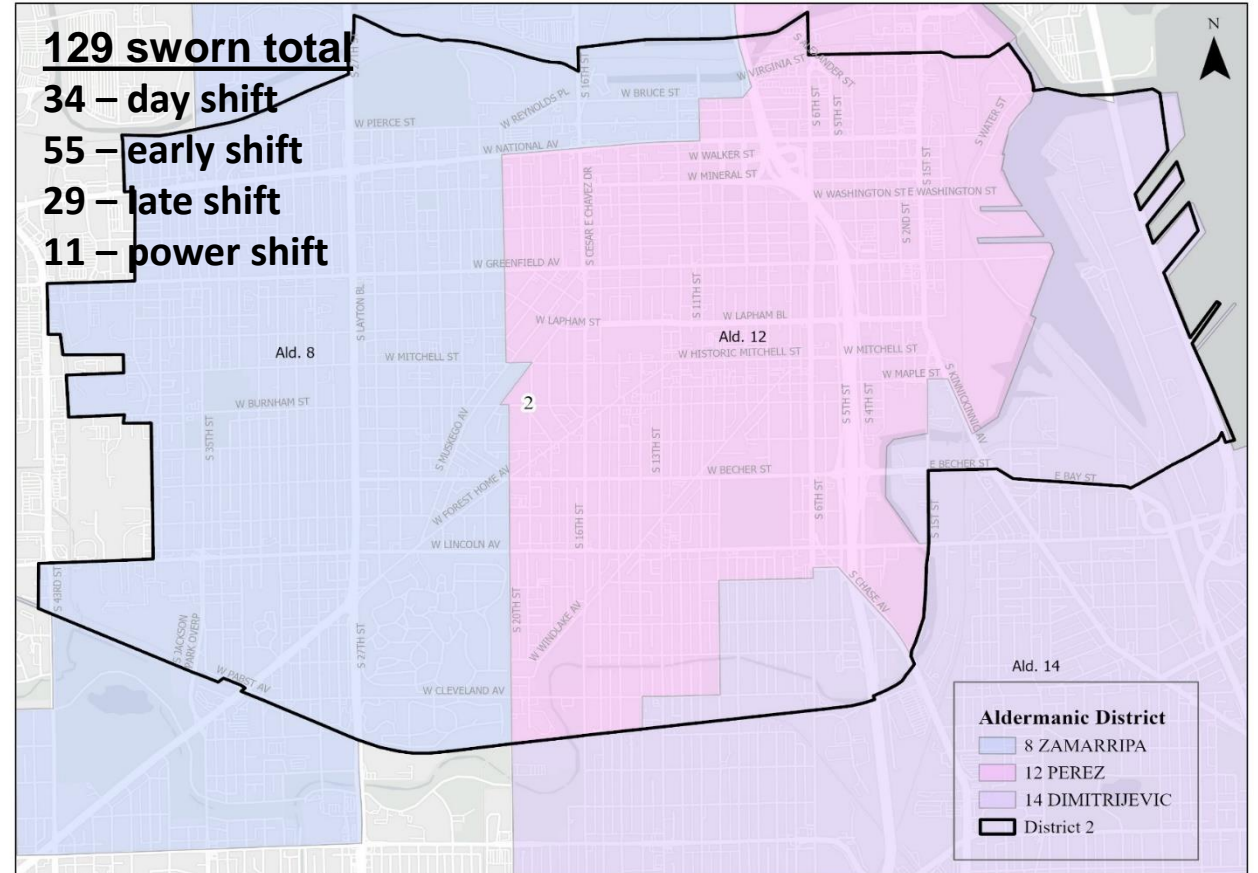 129 sworn total
34 – day shift
55 – early shift
29 – late shift
11 – power shift
N
S 27TH ST
S 16TH ST
S ALEXANDER ST
W VIRGINIA ST
W BRUCE ST
W REYNOLDS PL
W PIERCE ST
S 6TH ST
S 5TH ST
S WATER ST
W NATIONAL AV
W WALKER ST
W MINERAL ST
S 1ST ST
W WASHINGTON ST
E WASHINGTON ST
S CESAR E CHAVEZ DR
S 2ND ST
W GREENFIELD AV
S LAYTON BL
S 11TH ST
W LAPHAM ST
W LAPHAM BL
Ald. 8
Ald. 12
W MITCHELL ST
W HISTORIC MITCHELL ST
W MITCHELL ST
W MAPLE ST
S KINNICKINNIC AV
W BURNHAM ST
2
S 5TH ST
S 4TH ST
S 35TH ST
S MUSKEGO AV
S 13TH ST
W BECHER ST
E BECHER ST
E BAY ST
W FOREST HOME AV
S 16TH ST
S 6TH ST
S 1ST ST
W LINCOLN AV
S 43RD ST
S CHASE AV
S 20TH ST
W WINDLAKE AV
S JACKSON
PARK OVERP
S 27TH ST
W PABST AV
W CLEVELAND AV
Ald. 14
Aldermanic District
8 ZAMARRIPA
12 PEREZ
14 DIMITRIJEVIC
District 2